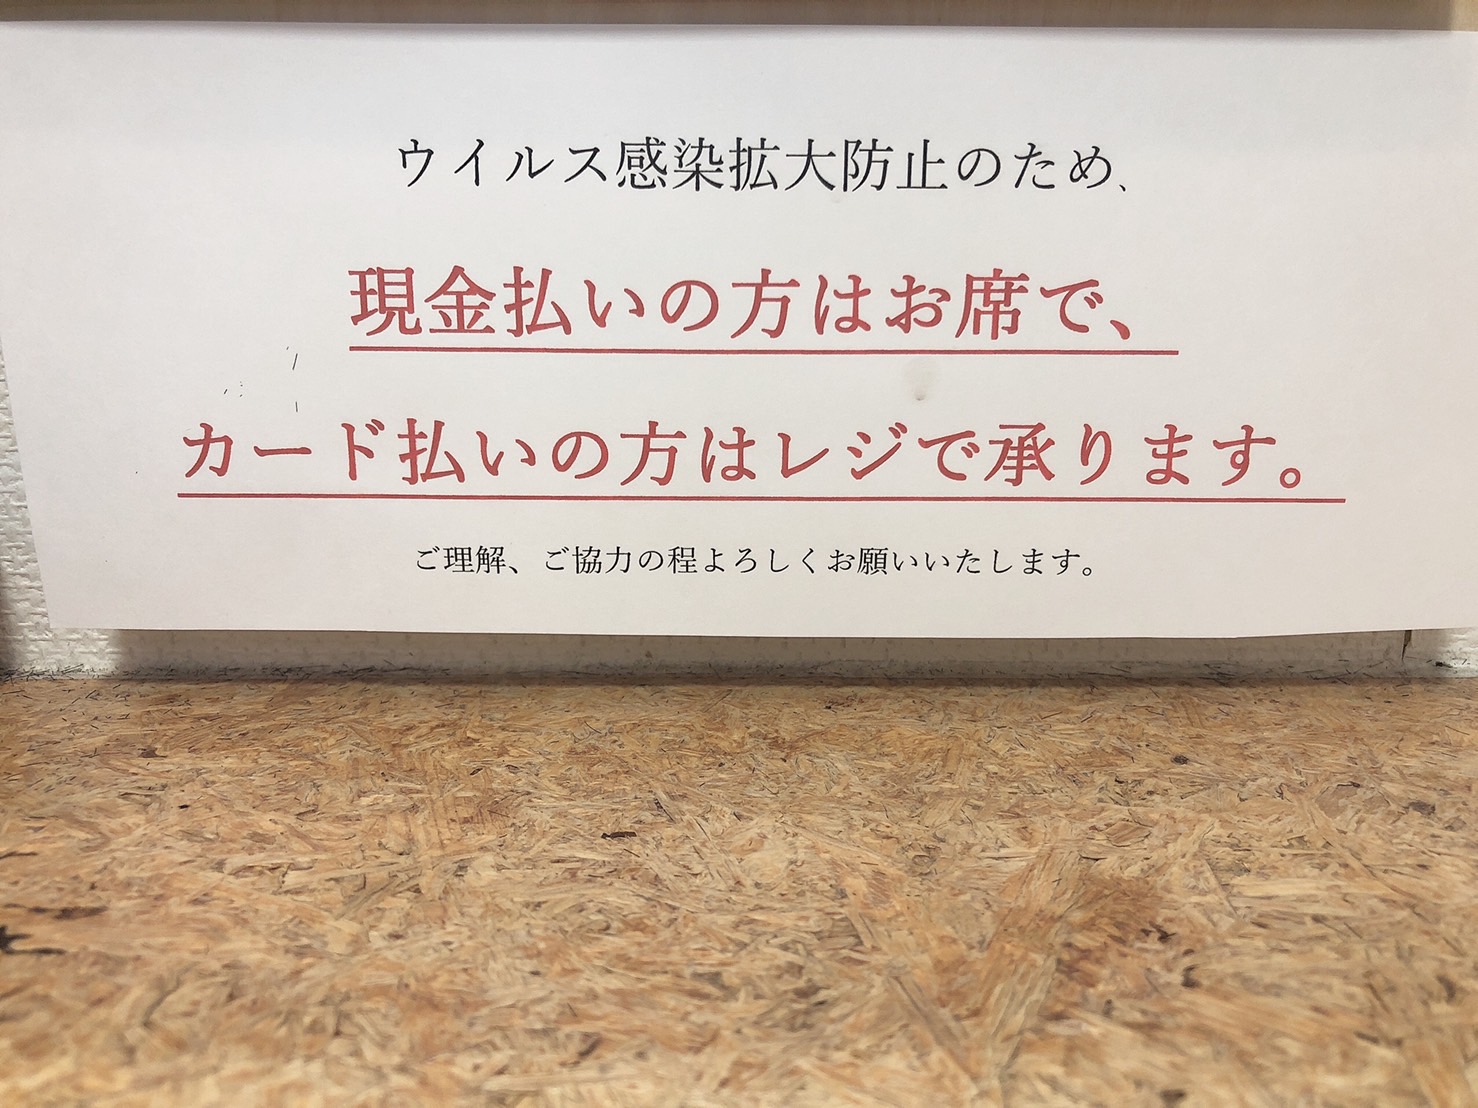 ウイルス感染拡大防止のため、
現金払いの方はお席で、
カード払いの方はレジで承ります。
ご理解、ご協力の程よろしくお願いいたします。